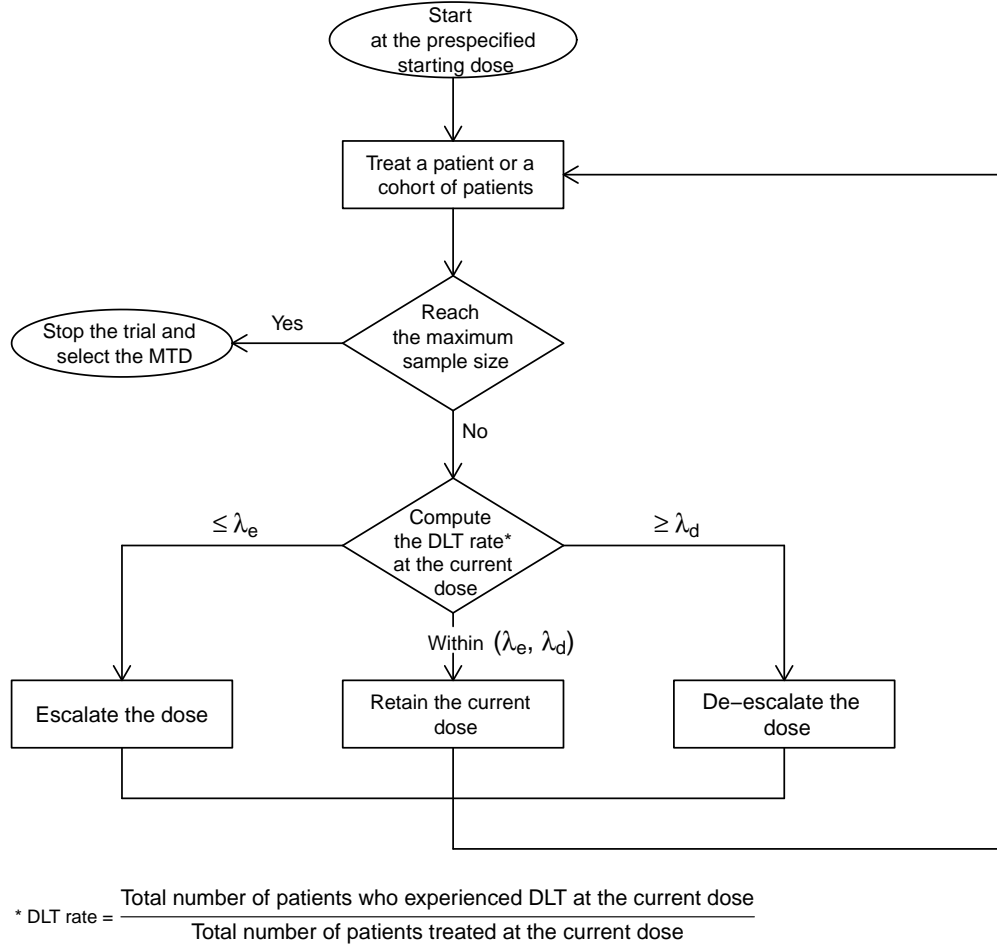 Start
at the prespecified
starting dose
Treat a patient or a
cohort of patients
Reach
the maximum
sample size
Yes
Stop the trial and
select the MTD
No
Compute
the DLT rate*
at the current
dose
≤ λe
≥ λd
Within (λe, λd)
Escalate the dose
Retain the current
dose
De−escalate the
dose
* DLT rate =
Total number of patients who experienced DLT at the current dose
Total number of patients treated at the current dose